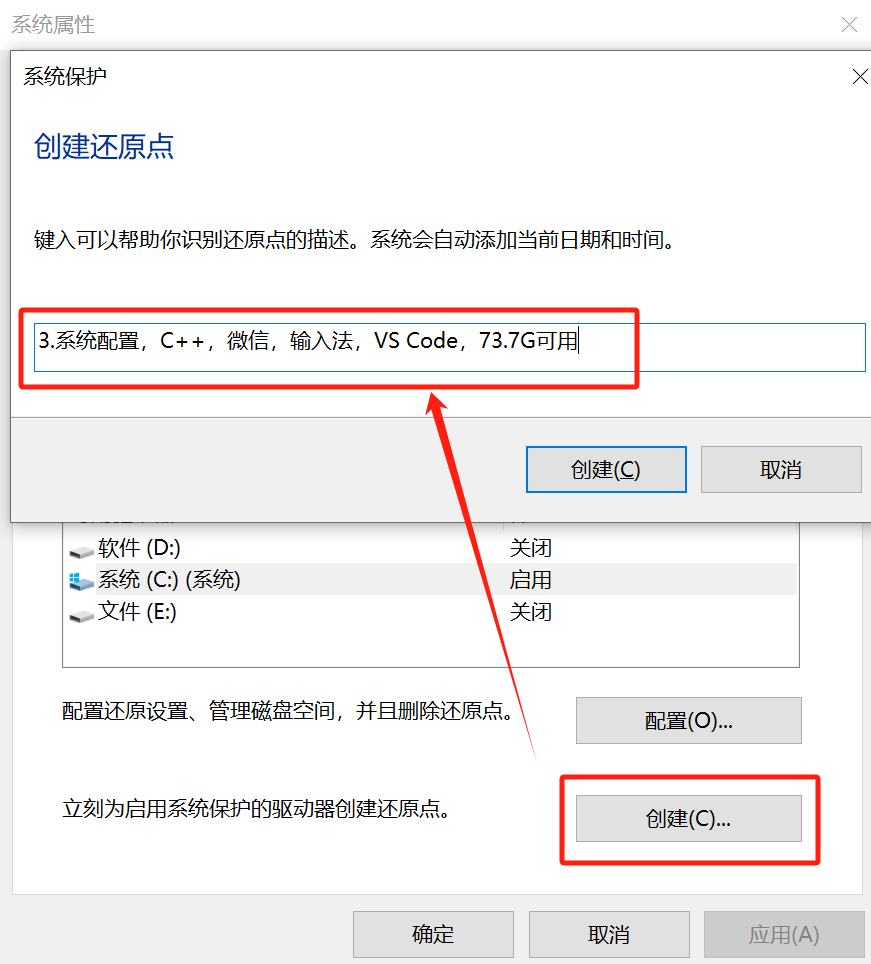 系统属性
系统保护
创建还原点
键入可以帮助你识别还原点的描述。系统会自动添加当前日期和时间。
3.系统配置，C++，微信，输入法，VS Code，73.7G可用
创建(C)
取消
软件 (D:)
关闭
系统 (C:) (系统)
启用
文件 (E:)
关闭
配置还原设置、管理磁盘空间，并且删除还原点。
配置(O)...
立刻为启用系统保护的驱动器创建还原点。
创建(C)...
确定
取消
应用(A)